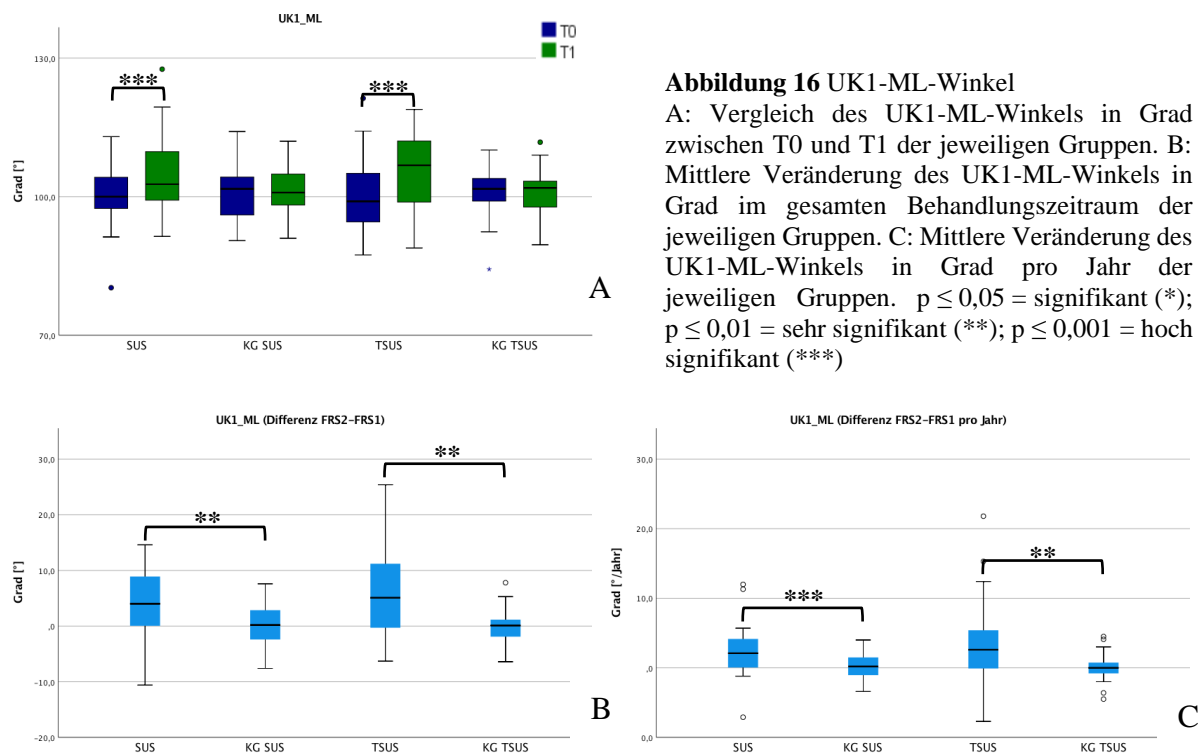 UK1_ML
T0
T1
130,0
***
***
Grad [°]
100,0
70,0
A
SUS
KG SUS
TSUS
KG TSUS
Abbildung 16 UK1-ML-Winkel
A: Vergleich des UK1-ML-Winkels in Grad
zwischen T0 und T1 der jeweiligen Gruppen. B:
Mittlere Veränderung des UK1-ML-Winkels in
Grad im gesamten Behandlungszeitraum der
jeweiligen Gruppen. C: Mittlere Veränderung des
UK1-ML-Winkels in Grad pro Jahr der
jeweiligen Gruppen. p ≤ 0,05 = signifikant (*);
p ≤ 0,01 = sehr signifikant (**); p ≤ 0,001 = hoch
signifikant (***)
UK1_ML (Differenz FRS2-FRS1)
30,0
**
20,0
**
Grad [°]
10,0
,0
-10,0
-20,0
B
SUS
KG SUS
TSUS
KG TSUS
UK1_ML (Differenz FRS2-FRS1 pro Jahr)
30,0
20,0
**
***
Grad [°/Jahr]
10,0
,0
,0
C
SUS
KG SUS
TSUS
KG TSUS